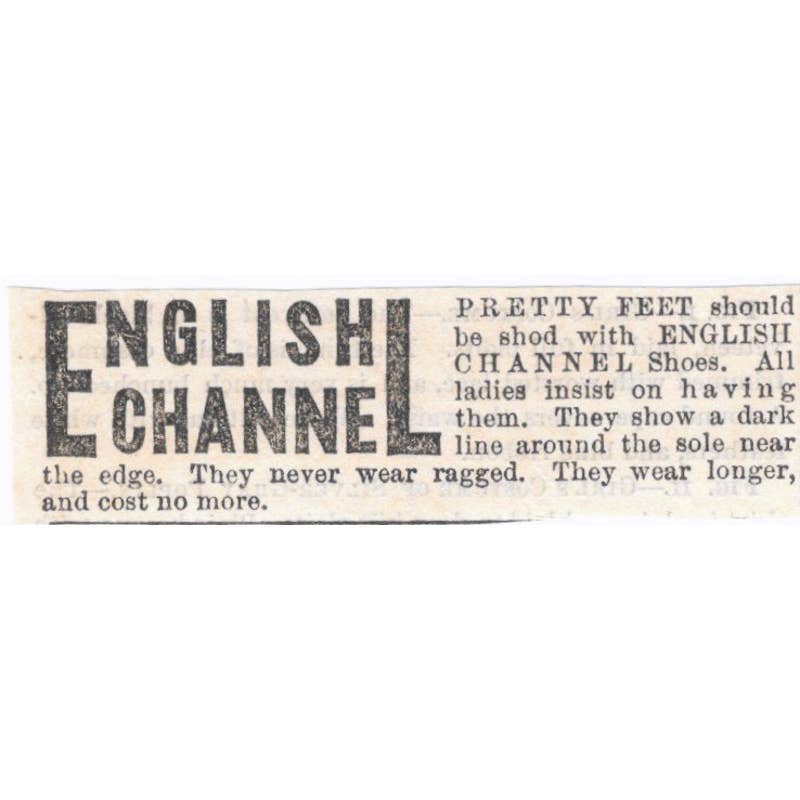 ENGLISH
CHANNEL
PRETTY FEET should
be shod with ENGLISH
CHANNEL Shoes. All
ladies insist on having
them. They show a dark
line around the sole near
the edge. They never wear ragged. They wear longer,
and cost no more.